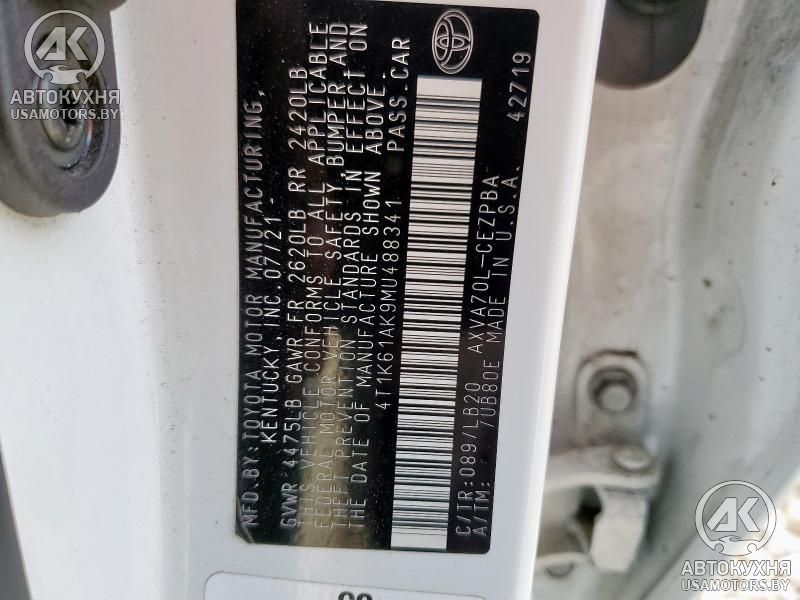 АВТОКУХНЯ
USAMOTORS.BY
MFD.BY: TOYOTA MOTOR MANUFACTURING,
KENTUCKY, INC. 07/21
GVWR 4475LB GAWR FR 2620LB RR 2420LB
THIS VEHICLE CONFORMS TO ALL APPLICABLE
FEDERAL MOTOR VEHICLE SAFETY, BUMPER, AND
THEFT PREVENTION STANDARDS IN EFFECT ON
THE DATE OF MANUFACTURE SHOWN ABOVE.
4T1K61AK9MU488341 PASS.CAR
C/TR: 089/LB20 AXVA70L-CEZPBA 42719
A/TM: -/UB80E MADE IN U.S.A.
АВТОКУХНЯ
USAMOTORS.BY